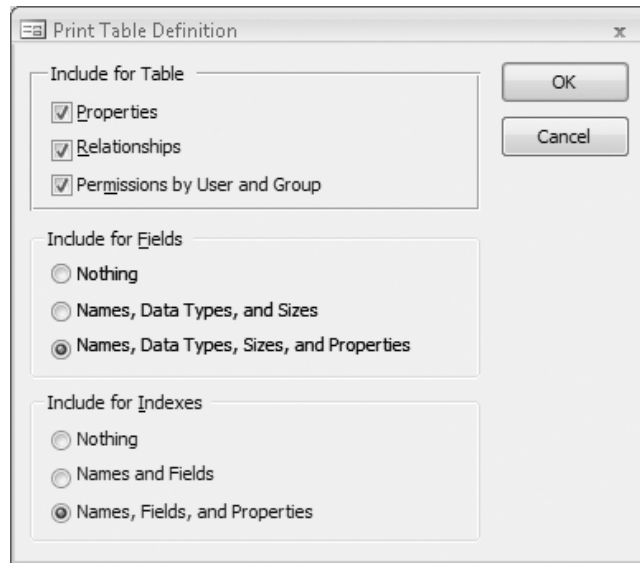 Print Table Definition
x
Include for Table
Properties
Relationships
Permissions by User and Group
OK
Cancel
Include for Fields
Nothing
Names, Data Types, and Sizes
Names, Data Types, Sizes, and Properties
Include for Indexes
Nothing
Names and Fields
Names, Fields, and Properties